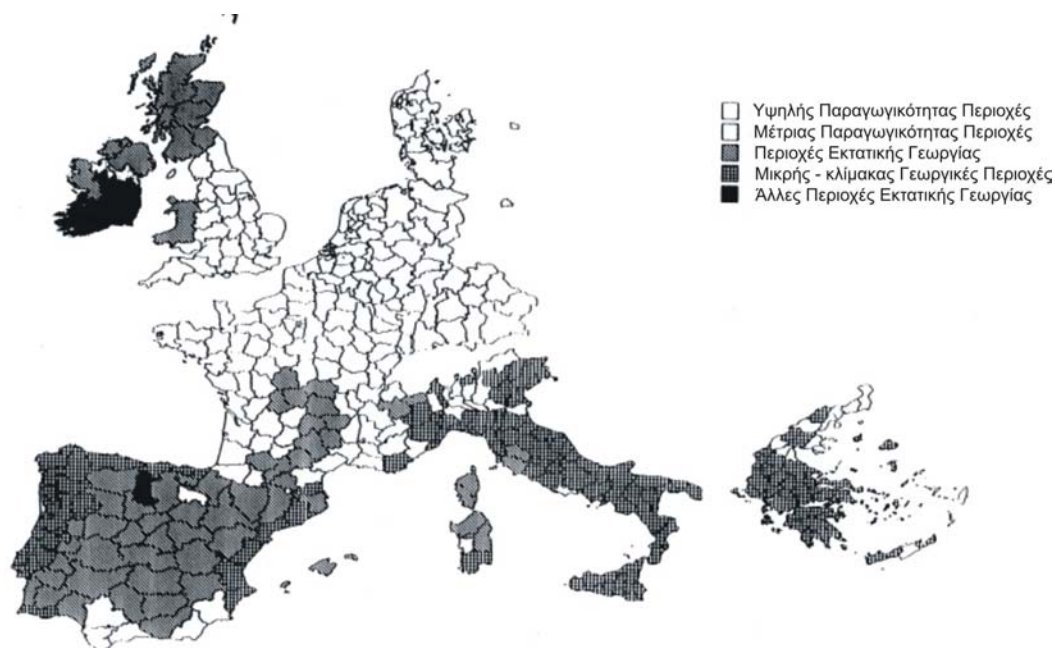 Υψηλής Παραγωγικότητας Περιοχές
Μέτριας Παραγωγικότητας Περιοχές
Περιοχές Εκτατικής Γεωργίας
Μικρής - κλίμακας Γεωργικές Περιοχές
Άλλες Περιοχές Εκτατικής Γεωργίας